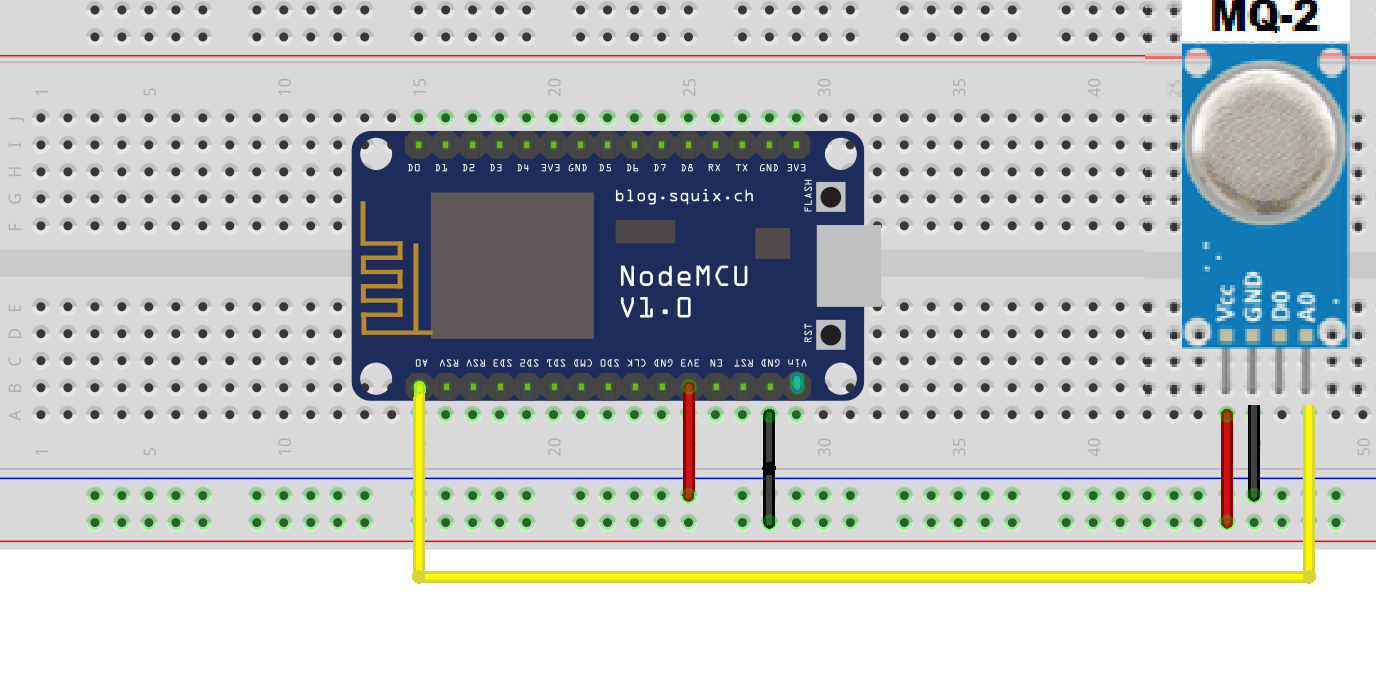 MQ-2
1 5 10 15 20 25 30 35 40 25
J
I
H
G
F
D0 D1 D2 D3 D4 3V3 GND D5 D6 D7 D8 RX TX GND 3V3
blog.squix.ch
FLASH
NodeMCU
V1.0
RST
Vcc GND D0 A0
E
D
C
B
A
A0 RSV RSV SD3 SD2 SD1 CMD SD0 CLK GND 3V3 EN RST GND Vin
1 5 10 20 30 35 40 50